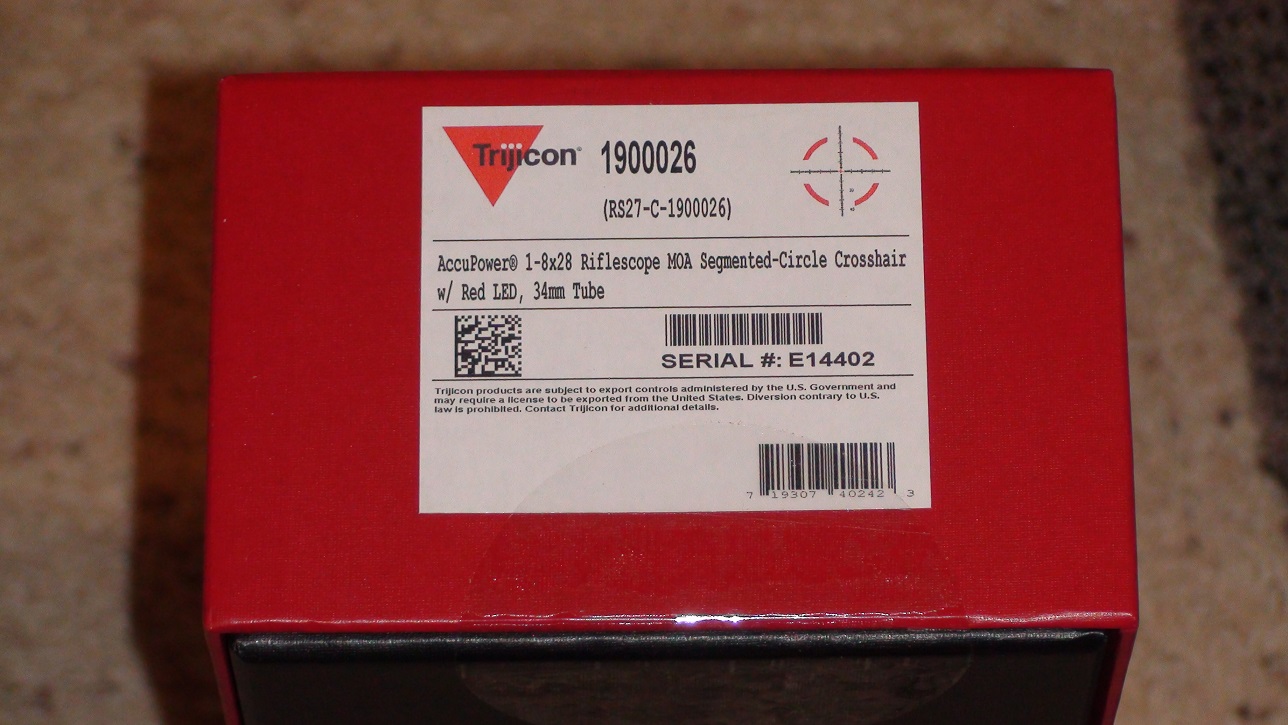 Trijicon®
1900026
(RS27-C-1900026)
AccuPower® 1-8x28 Riflescope MOA Segmented-Circle Crosshair
w/ Red LED, 34mm Tube
SERIAL #: E14402
Trijicon products are subject to export controls administered by the U.S. Government and
may require a license to be exported from the United States. Diversion contrary to U.S.
law is prohibited. Contact Trijicon for additional details.
7 19307 40242 3